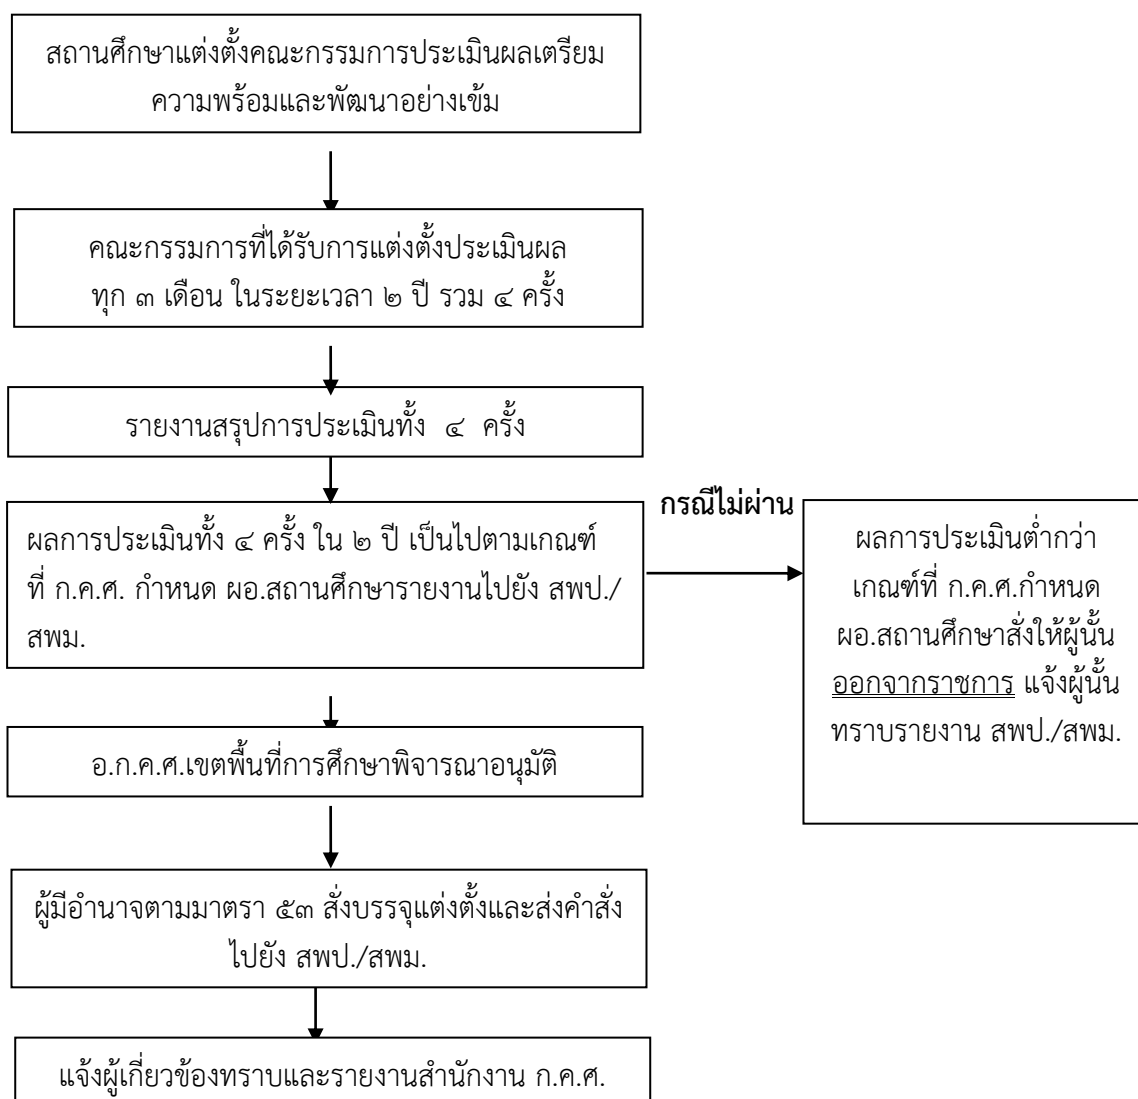 สถานศึกษาแต่งตั้งคณะกรรมการประเมินผลเตรียม
ความพร้อมและพัฒนาอย่างเข้ม
คณะกรรมการที่ได้รับการแต่งตั้งประเมินผล
ทุก ๓ เดือน ในระยะเวลา ๒ ปี รวม ๔ ครั้ง
รายงานสรุปการประเมินทั้ง ๔ ครั้ง
ผลการประเมินทั้ง ๔ ครั้ง ใน ๒ ปี เป็นไปตามเกณฑ์
ที่ ก.ค.ศ. กำหนด ผอ.สถานศึกษารายงานไปยัง สพป./
สพม.
กรณีไม่ผ่าน
ผลการประเมินต่ำกว่า
เกณฑ์ที่ ก.ค.ศ.กำหนด
ผอ.สถานศึกษาสั่งให้ผู้นั้น
ออกจากราชการ แจ้งผู้นั้น
ทราบรายงาน สพป./สพม.
อ.ก.ค.ศ.เขตพื้นที่การศึกษาพิจารณาอนุมัติ
ผู้มีอำนาจตามมาตรา ๕๓ สั่งบรรจุแต่งตั้งและส่งคำสั่ง
ไปยัง สพป./สพม.
แจ้งผู้เกี่ยวข้องทราบและรายงานสำนักงาน ก.ค.ศ.